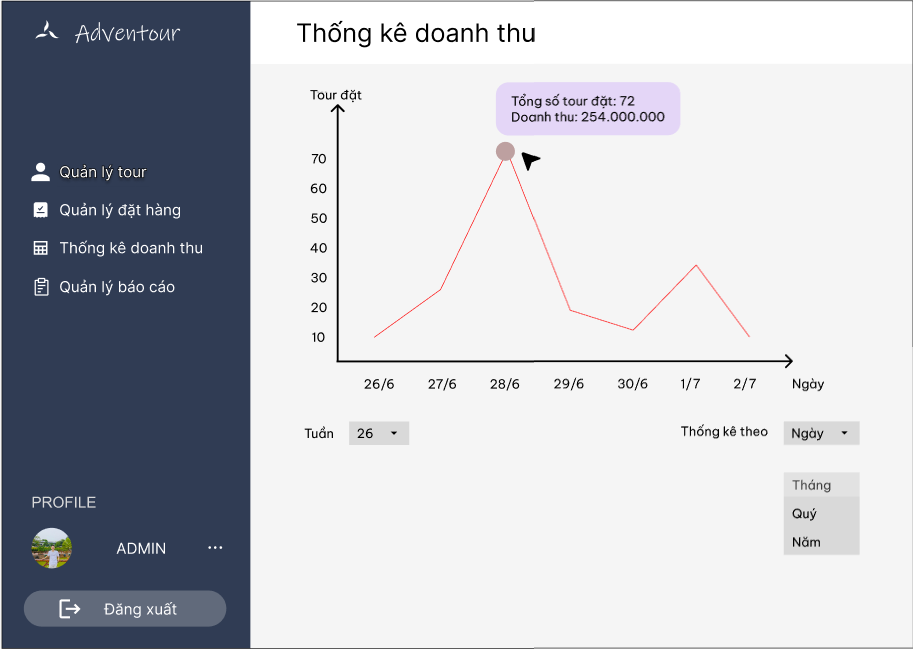 Adventour
Thống kê doanh thu
Quản lý tour
Quản lý đặt hàng
Thống kê doanh thu
Quản lý báo cáo
PROFILE
ADMIN
...
Đăng xuất
Tour đặt
Tổng số tour đặt: 72
Doanh thu: 254.000.000
70
60
50
40
30
20
10
26/6 27/6 28/6 29/6 30/6 1/7 2/7 Ngày
Tuần 26 Thống kê theo Ngày
Tháng
Quý
Năm